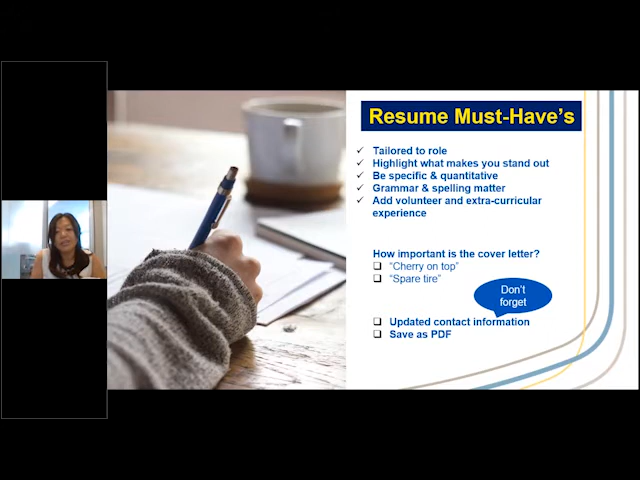 Resume Must-Have's
✓ Tailored to role
✓ Highlight what makes you stand out
✓ Be specific & quantitative
✓ Grammar & spelling matter
✓ Add volunteer and extra-curricular
experience
How important is the cover letter?
❑ "Cherry on top"
❑ "Spare tire"
Don't
forget
❑ Updated contact information
❑ Save as PDF